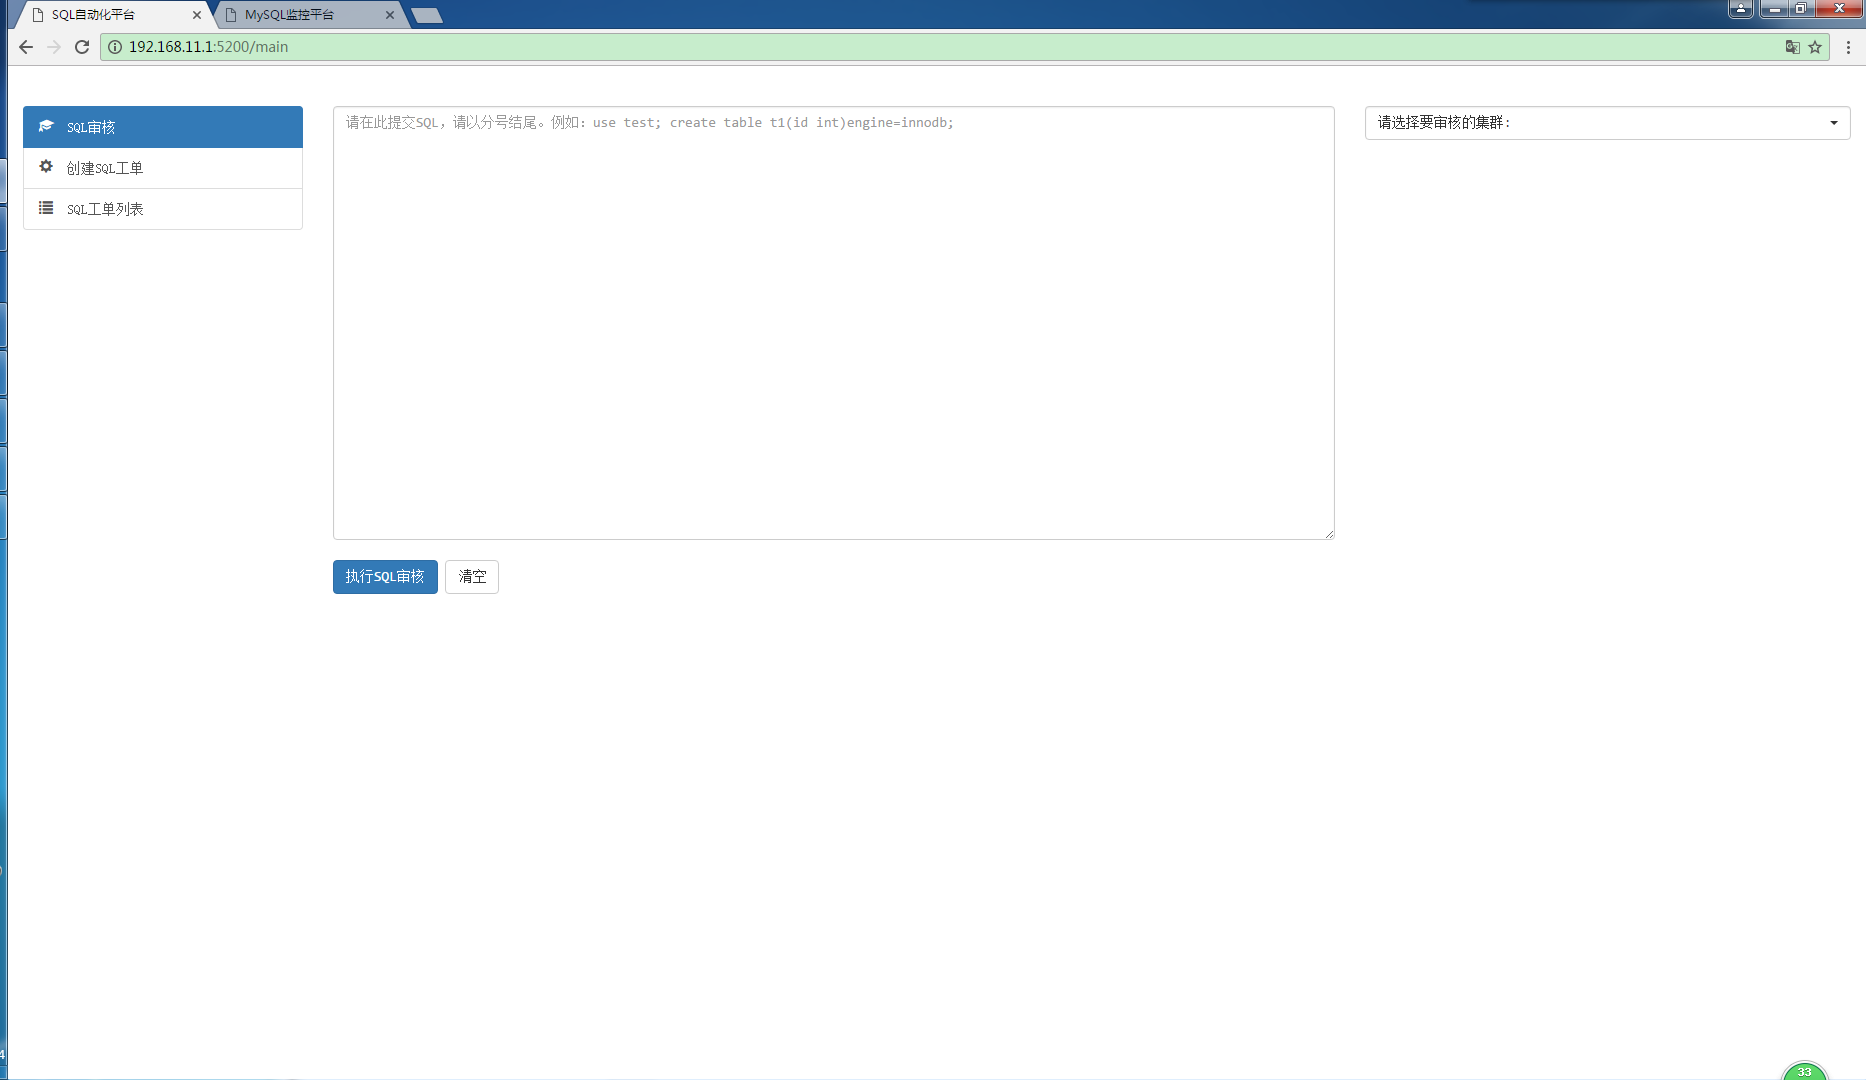 SQL自动化平台
MySQL监控平台
192.168.11.1:5200/main
SQL审核
创建SQL工单
SQL工单列表
请在此提交SQL，请以分号结尾。例如：use test; create table t1(id int)engine=innodb;
请选择要审核的集群：
执行SQL审核
清空
4
33